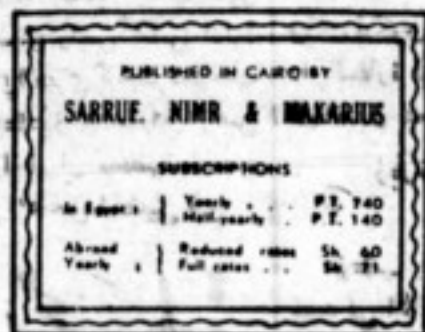 PUBLISHED IN CAIRO BY
SARRUF. NIMR & MAKARIUS
SUBSCRIPTIONS
In Egypt : Yearly . . P.T. 240
Half-yearly . P.T. 140
Abroad Reduced rates Sh. 60
Yearly : Full rates . . . Sh. 71